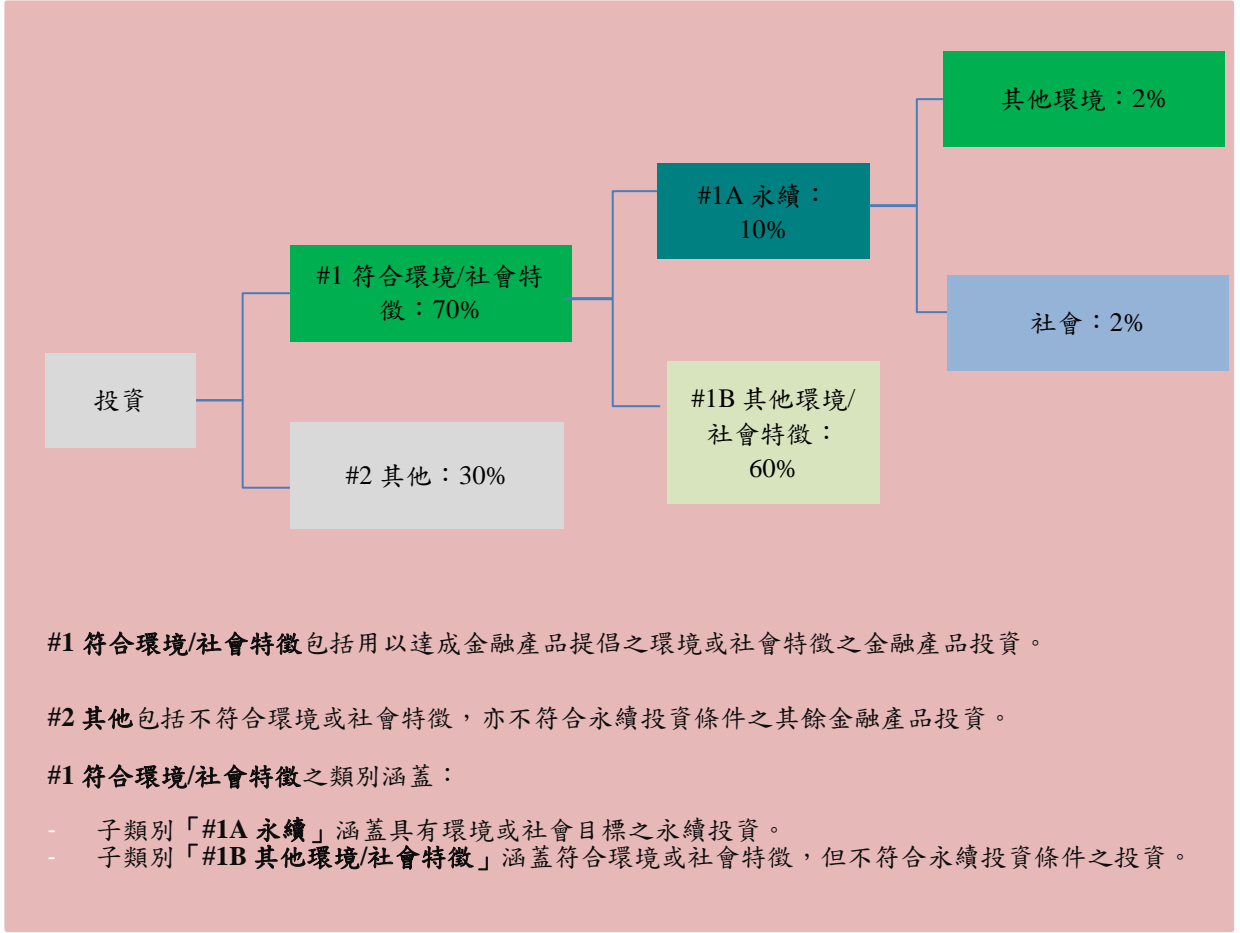 其他環境：2%
#1A 永續：
10%
#1 符合環境/社會特
徵：70%
社會：2%
投資
#1B 其他環境/
社會特徵：
60%
#2 其他：30%
#1 符合環境/社會特徵包括用以達成金融產品提倡之環境或社會特徵之金融產品投資。
#2 其他包括不符合環境或社會特徵，亦不符合永續投資條件之其餘金融產品投資。
#1 符合環境/社會特徵之類別涵蓋：
- 子類別「#1A 永續」涵蓋具有環境或社會目標之永續投資。
- 子類別「#1B 其他環境/社會特徵」涵蓋符合環境或社會特徵，但不符合永續投資條件之投資。